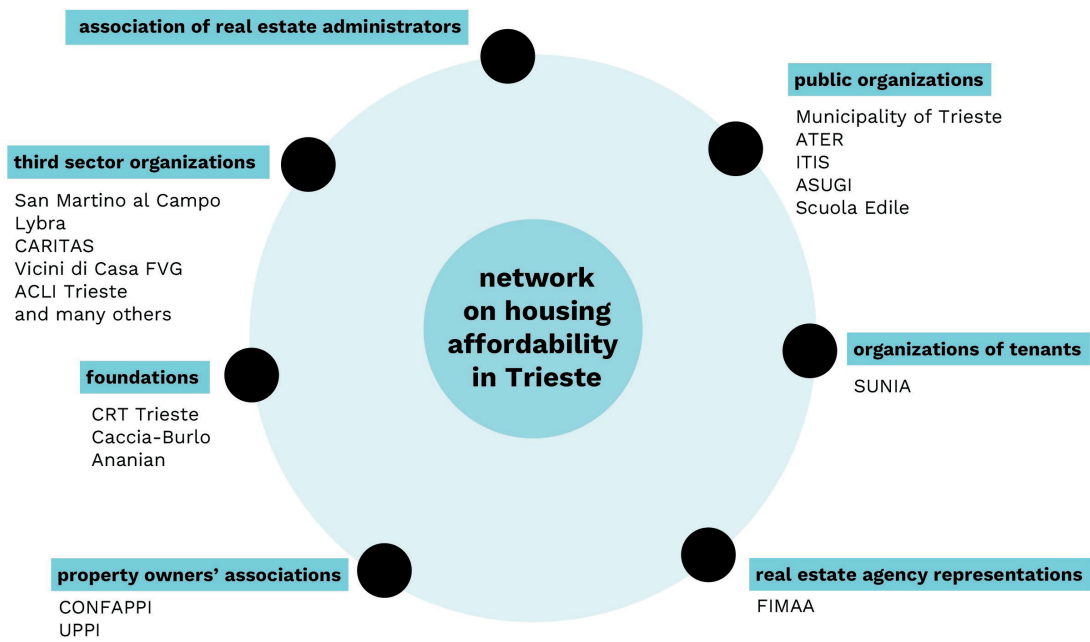 association of real estate administrators
public organizations
Municipality of Trieste
ATER
ITIS
ASUGI
Scuola Edile
third sector organizations
San Martino al Campo
Lybra
CARITAS
Vicini di Casa FVG
ACLI Trieste
and many others
network
on housing
affordability
in Trieste
organizations of tenants
SUNIA
foundations
CRT Trieste
Caccia-Burlo
Ananian
property owners’ associations
CONFAPPI
UPPI
real estate agency representations
FIMAA